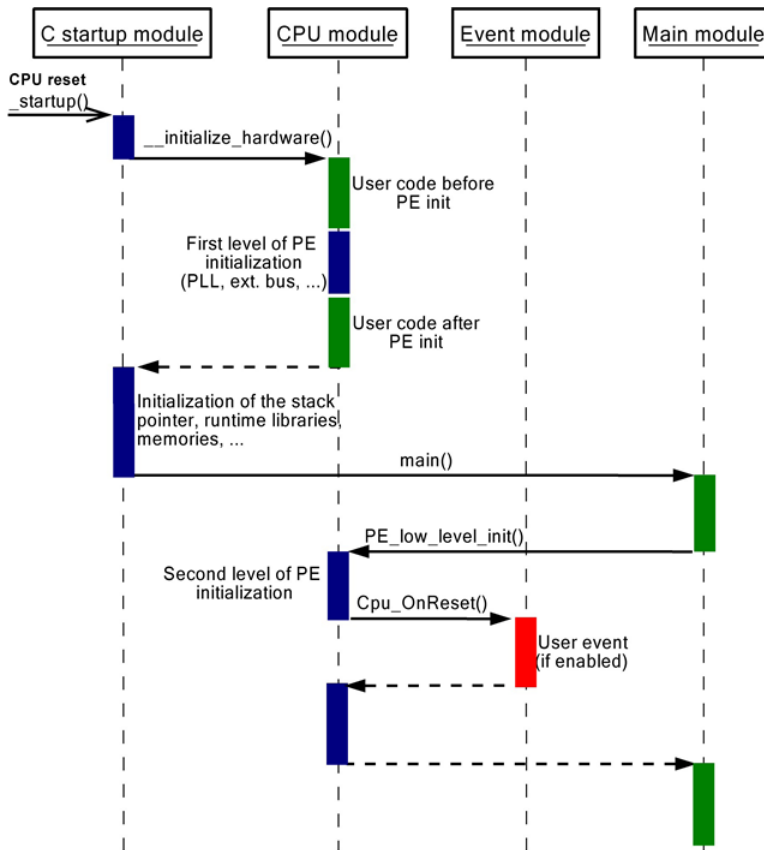 C startup module
CPU module
Event module
Main module
CPU reset
_startup()
__initialize_hardware()
User code before
PE init
First level of PE
initialization
(PLL, ext. bus, ...)
User code after
PE init
Initialization of the stack
pointer, runtime libraries,
memories, ...
main()
PE_low_level_init()
Second level of PE
initialization
Cpu_OnReset()
User event
(if enabled)